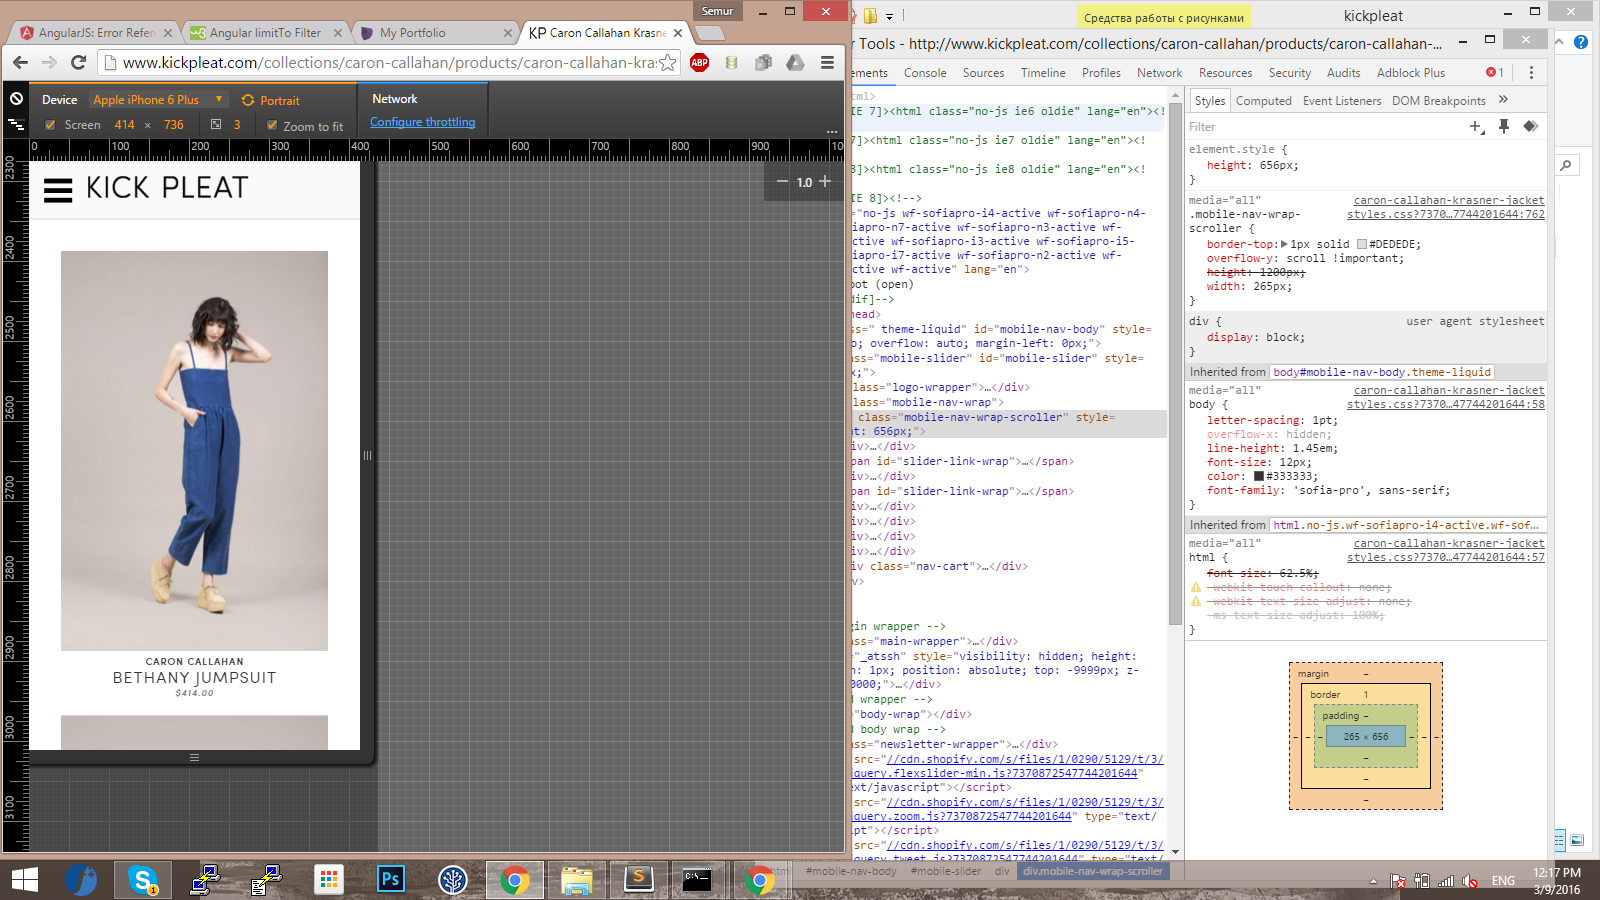 Semur
AngularJS: Error Refer
Angular limitTo Filter
My Portfolio
KP Caron Callahan Krasne
www.kickpleat.com/collections/caron-callahan/products/caron-callahan-kras
ABP
Device
Apple iPhone 6 Plus
Portrait
Screen 414 × 736
3
Zoom to fit
Network
Configure throttling
...
0 100 200 300 400 500 600 700 800 900
2300
2400
2500
2600
2700
2800
2900
3000
3100
KICK PLEAT
1.0
CARON CALLAHAN
BETHANY JUMPSUIT
$414.00
Средства работы с рисунками
kickpleat
r Tools - http://www.kickpleat.com/collections/caron-callahan/products/caron-callahan-...
ements Console Sources Timeline Profiles Network Resources Security Audits Adblock Plus
1
html>
IE 7]><html class="no-js ie6 oldie" lang="en"><!
7]><html class="no-js ie7 oldie" lang="en"><!
8]><html class="no-js ie8 oldie" lang="en"><!
IE 8]><!-->
="no-js wf-sofiapro-i4-active wf-sofiapro-n4-
fiapro-n7-active wf-sofiapro-n3-active wf-
ctive wf-sofiapro-i3-active wf-sofiapro-i5-
iapro-i7-active wf-sofiapro-n2-active wf-
ctive wf-active" lang="en">
oot (open)
dif]-->
head>
ass=" theme-liquid" id="mobile-nav-body" style=
o; overflow: auto; margin-left: 0px;">
ass="mobile-slider" id="mobile-slider" style=
x;">
class="logo-wrapper">…</div>
class="mobile-nav-wrap">
class="mobile-nav-wrap-scroller" style=
ht: 656px;">
iv>…</div>
pan id="slider-link-wrap">…</span>
iv>…</div>
pan id="slider-link-wrap">…</span>
iv>…</div>
iv>…</div>
iv>…</div>
iv>…</div>
iv class="nav-cart">…</div>
v>
gin wrapper -->
ass="main-wrapper">…</div>
="_atssh" style="visibility: hidden; height:
h: 1px; position: absolute; top: -9999px; z-
0000;">…</div>
d wrapper -->
="body-wrap"></div>
d body wrap -->
ass="newsletter-wrapper">…</div>
src="//cdn.shopify.com/s/files/1/0290/5129/t/3/
query.flexslider-min.js?7370872547744201644"
ext/javascript"></script>
src="//cdn.shopify.com/s/files/1/0290/5129/t/3/
query.zoom.js?7370872547744201644" type="text/
ipt"></script>
src="//cdn.shopify.com/s/files/1/0290/5129/t/3/
query.tweet.js?7370872547744201644" type="text/
html #mobile-nav-body #mobile-slider div div.mobile-nav-wrap-scroller
Styles Computed Event Listeners DOM Breakpoints »
Filter
element.style {
height: 656px;
}
media="all" caron-callahan-krasner-jacket
.mobile-nav-wrap- styles.css?7370…7744201644:762
scroller {
border-top: 1px solid #DEDEDE;
overflow-y: scroll !important;
height: 1200px;
width: 265px;
}
div { user agent stylesheet
display: block;
}
Inherited from body#mobile-nav-body.theme-liquid
media="all" caron-callahan-krasner-jacket
body { styles.css?7370…47744201644:58
letter-spacing: 1pt;
overflow-x: hidden;
line-height: 1.45em;
font-size: 12px;
color: #333333;
font-family: 'sofia-pro', sans-serif;
}
Inherited from html.no-js.wf-sofiapro-i4-active.wf-sof…
media="all" caron-callahan-krasner-jacket
html { styles.css?7370…47744201644:57
font-size: 62.5%;
-webkit-touch-callout: none;
-webkit-text-size-adjust: none;
-ms-text-size-adjust: 100%;
}
margin –
border 1
padding –
– – – 265 × 656 – – –
–
–
–
ENG
12:17 PM
3/9/2016